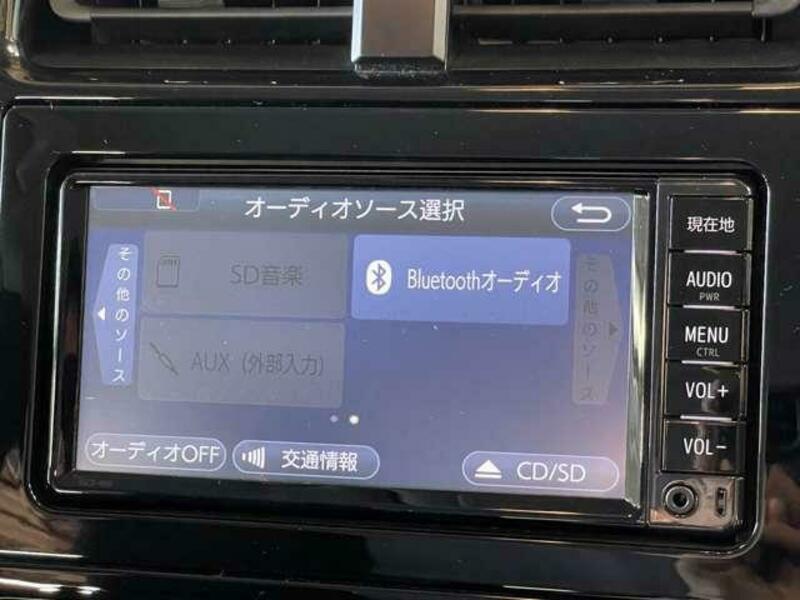 オーディオソース選択
その他のソース
SD音楽
Bluetoothオーディオ
その他のソース
AUX (外部入力)
オーディオOFF
交通情報
CD/SD
現在地
AUDIO
PWR
MENU
CTRL
VOL+
VOL-